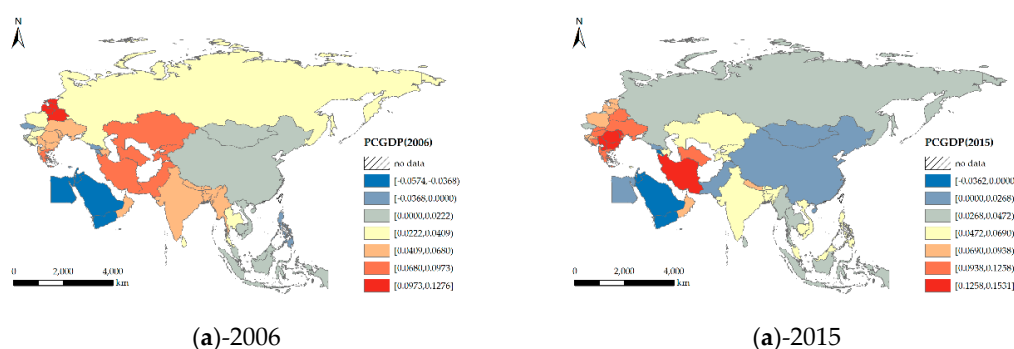 N
PCGDP(2006)
no data
[-0.0574,-0.0368)
[-0.0368,0.0000)
[0.0000,0.0222)
[0.0222,0.0409)
[0.0409,0.0680)
[0.0680,0.0973)
[0.0973,0.1276]
0 2,000 4,000
km
(a)-2006
N
PCGDP(2015)
no data
[-0.0362,0.0000)
[0.0000,0.0268)
[0.0268,0.0472)
[0.0472,0.0690)
[0.0690,0.0938)
[0.0938,0.1258)
[0.1258,0.1531]
0 2,000 4,000
km
(a)-2015